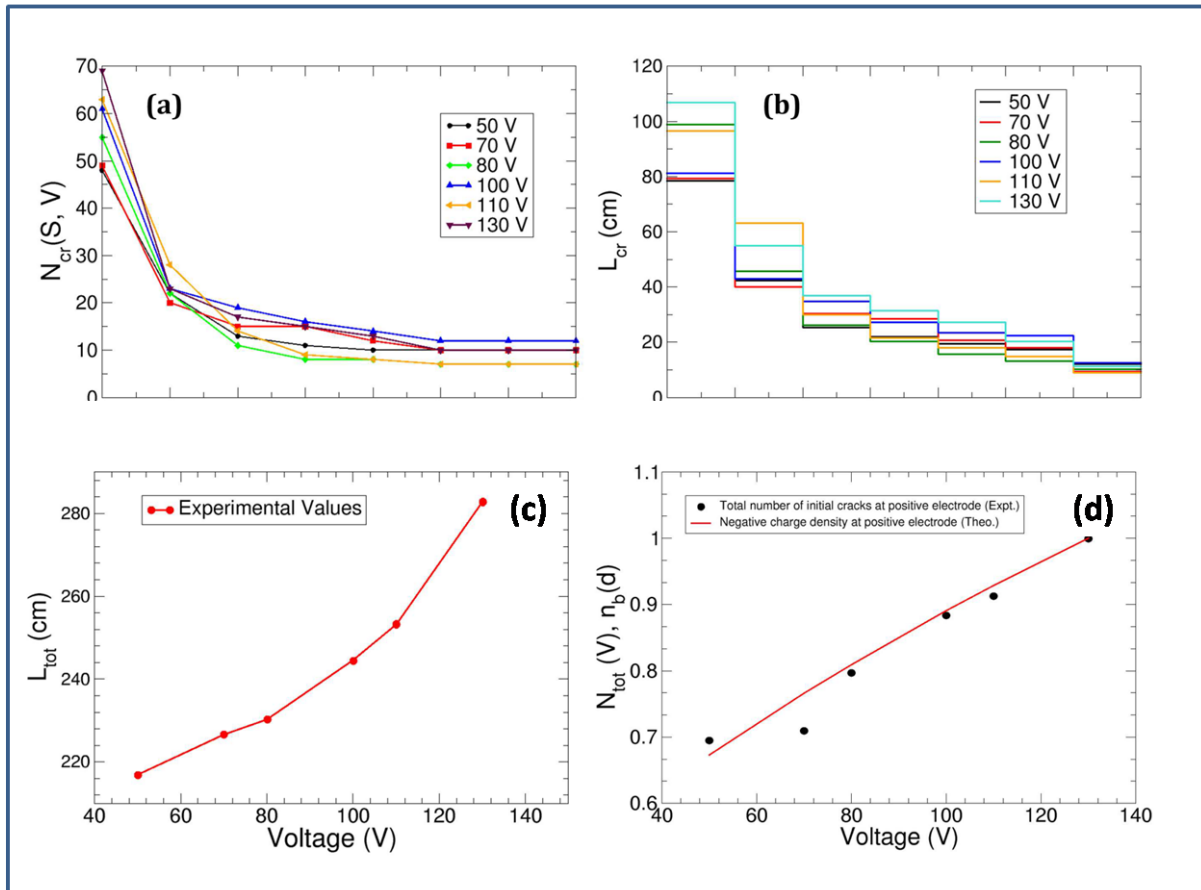 (a)
N_cr(S, V)
70
60
50
40
30
20
10
0
50 V
70 V
80 V
100 V
110 V
130 V
(b)
L_cr (cm)
120
100
80
60
40
20
0
50 V
70 V
80 V
100 V
110 V
130 V
(c)
L_tot (cm)
280
260
240
220
Experimental Values
40 60 80 100 120 140
Voltage (V)
(d)
N_tot (V), n_b(d)
1.1
1
0.9
0.8
0.7
0.6
Total number of initial cracks at positive electrode (Expt.)
Negative charge density at positive electrode (Theo.)
40 60 80 100 120 140
Voltage (V)